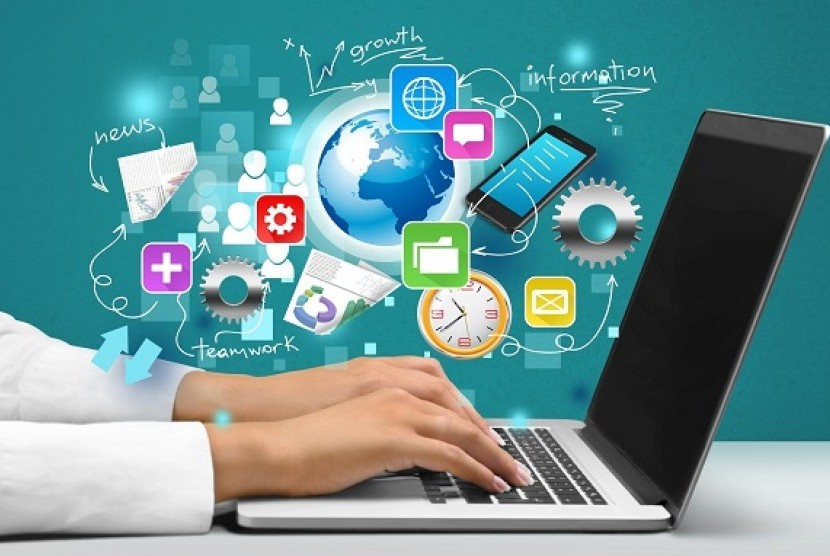 x
growth
y
information
news
teamwork